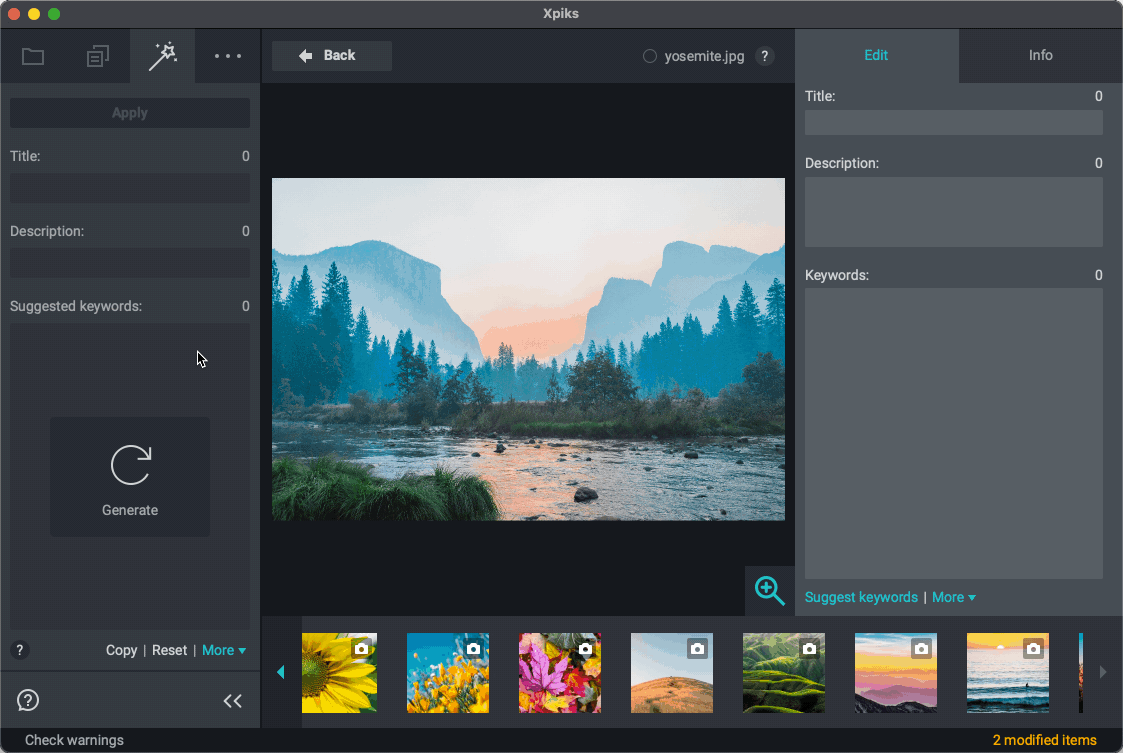 Xpiks
Back
yosemite.jpg ?
Edit
Info
Apply
Title: 0
Description: 0
Suggested keywords: 0
Generate
? Copy | Reset | More
?
Title: 0
Description: 0
Keywords: 0
Suggest keywords | More
Check warnings
2 modified items